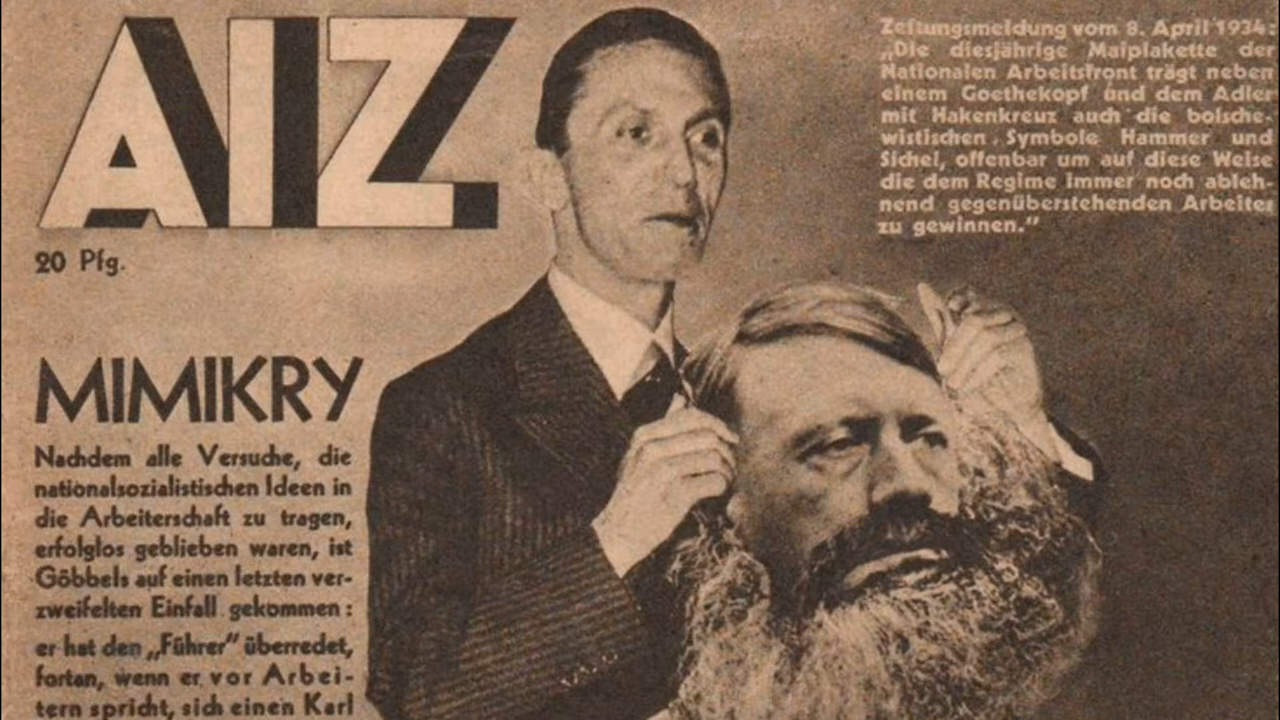 AIZ
20 Pfg.
Zeitungsmeldung vom 8. April 1934:
„Die diesjährige Maiplakette der
Nationalen Arbeitsfront trägt neben
einem Goethekopf und dem Adler
mit Hakenkreuz auch die bolsche-
wistischen Symbole Hammer und
Sichel, offenbar um auf diese Weise
die dem Regime immer noch ableh-
nend gegenüberstehenden Arbeiter
zu gewinnen.”
MIMIKRY
Nachdem alle Versuche, die
nationalsozialistischen Ideen in
die Arbeiterschaft zu tragen,
erfolglos geblieben waren, ist
Göbbels auf einen letzten ver-
zweifelten Einfall gekommen:
er hat den „Führer” überredet,
fortan, wenn er vor Arbei-
tern spricht, sich einen Karl